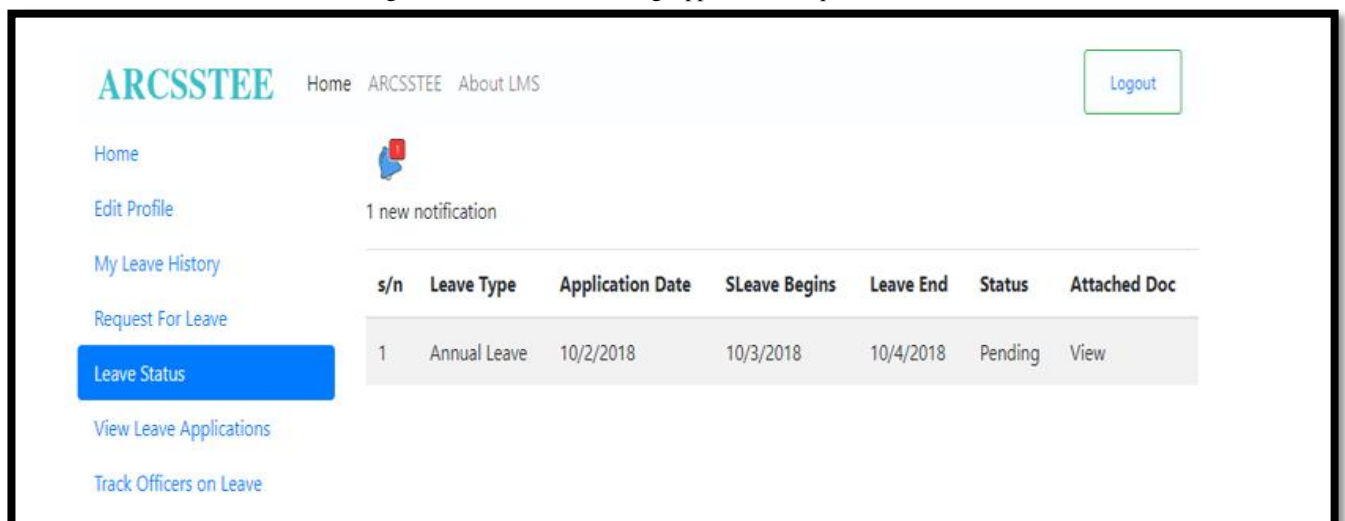 ARCSSTEE Home ARCSSTEE About LMS Logout
Home
Edit Profile
My Leave History
Request For Leave
Leave Status
View Leave Applications
Track Officers on Leave
1
1 new notification
s/n Leave Type Application Date SLeave Begins Leave End Status Attached Doc
1 Annual Leave 10/2/2018 10/3/2018 10/4/2018 Pending View